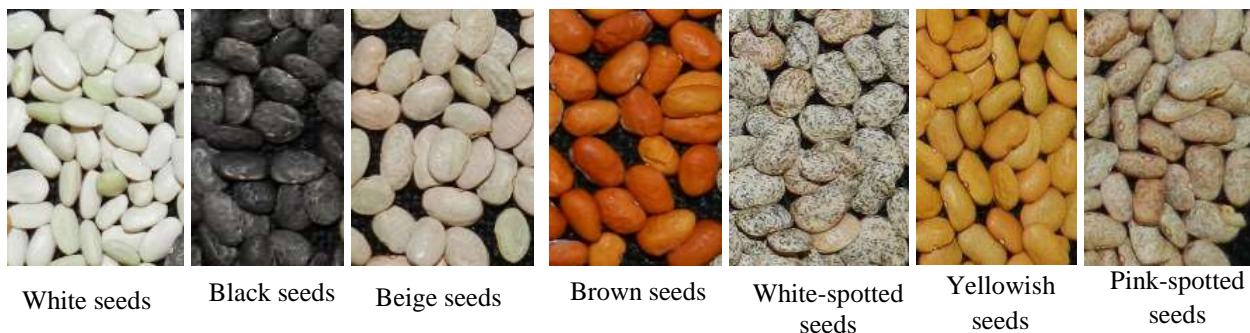 White seeds
Black seeds
Beige seeds
Brown seeds
White-spotted
seeds
Yellowish
seeds
Pink-spotted
seeds